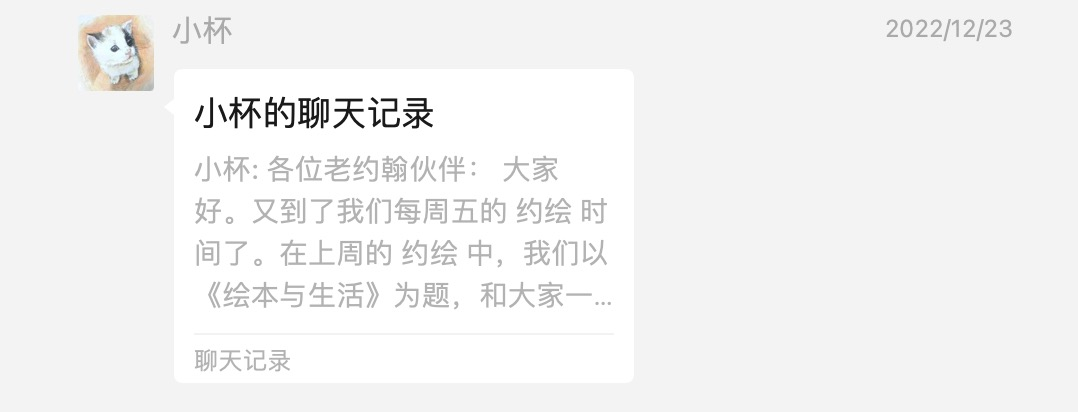 小杯
2022/12/23
小杯的聊天记录
小杯: 各位老约翰伙伴： 大家
好。又到了我们每周五的 约绘 时
间了。在上周的 约绘 中，我们以
《绘本与生活》为题，和大家一...
聊天记录